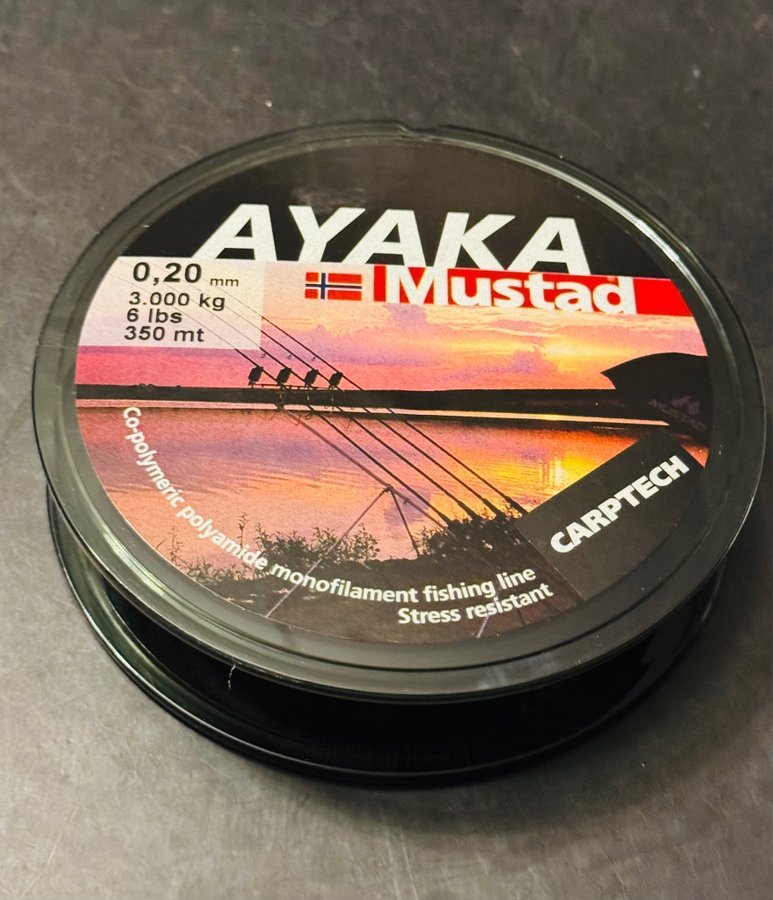 AYAKA
Mustad
0,20 mm
3.000 kg
6 lbs
350 mt
MUSTAD
CARPTECH
Co-polymeric polyamide monofilament fishing line
Stress resistant